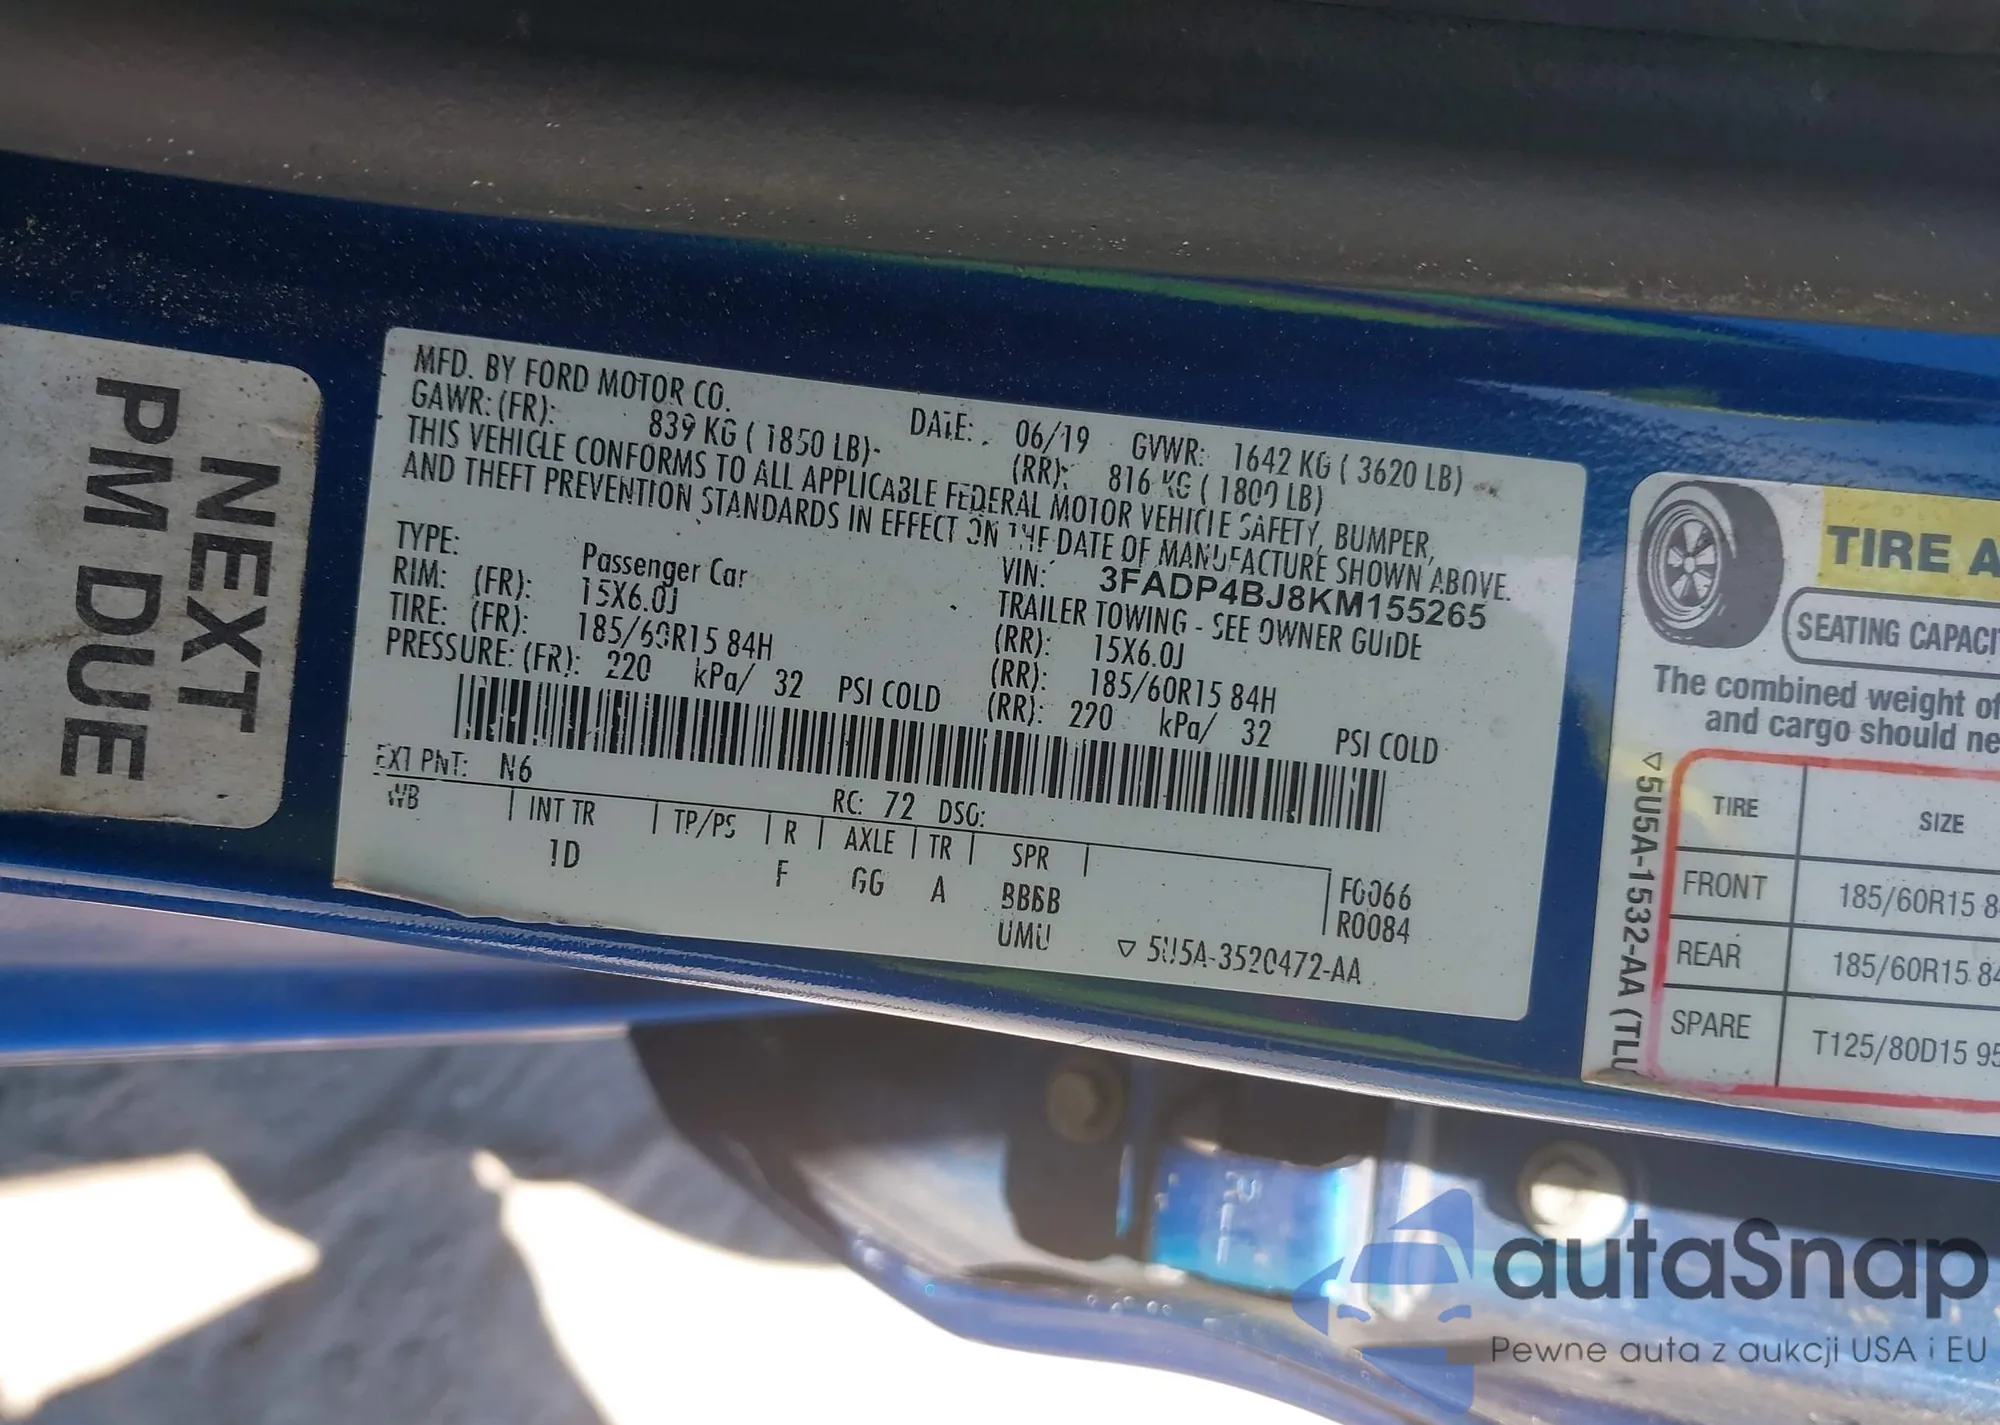 NEXT
PM DUE
MFD. BY FORD MOTOR CO.
DATE: 06/19 GVWR: 1642 KG ( 3620 LB)
GAWR: (FR): 839 KG ( 1850 LB) (RR): 816 KG ( 1800 LB)
THIS VEHICLE CONFORMS TO ALL APPLICABLE FEDERAL MOTOR VEHICLE SAFETY, BUMPER,
AND THEFT PREVENTION STANDARDS IN EFFECT ON THE DATE OF MANUFACTURE SHOWN ABOVE.
VIN: 3FADP4BJ8KM155265
TYPE: Passenger Car
TRAILER TOWING - SEE OWNER GUIDE
RIM: (FR): 15X6.0J (RR): 15X6.0J
TIRE: (FR): 185/60R15 84H (RR): 185/60R15 84H
PRESSURE: (FR): 220 kPa/ 32 PSI COLD (RR): 220 kPa/ 32 PSI COLD
EXT PNT: N6 RC: 72 DSO:
WB INT TR TP/PS R AXLE TR SPR
1D F GG A BBBB
UMU
F0066
R0084
▽ 5U5A-3520472-AA
TIRE A
SEATING CAPACI
The combined weight of
and cargo should ne
TIRE SIZE
FRONT 185/60R15 8
REAR 185/60R15 84
SPARE T125/80D15 95
▽5U5A-1532-AA (TLU
autaSnap
Pewne auta z aukcji USA i EU